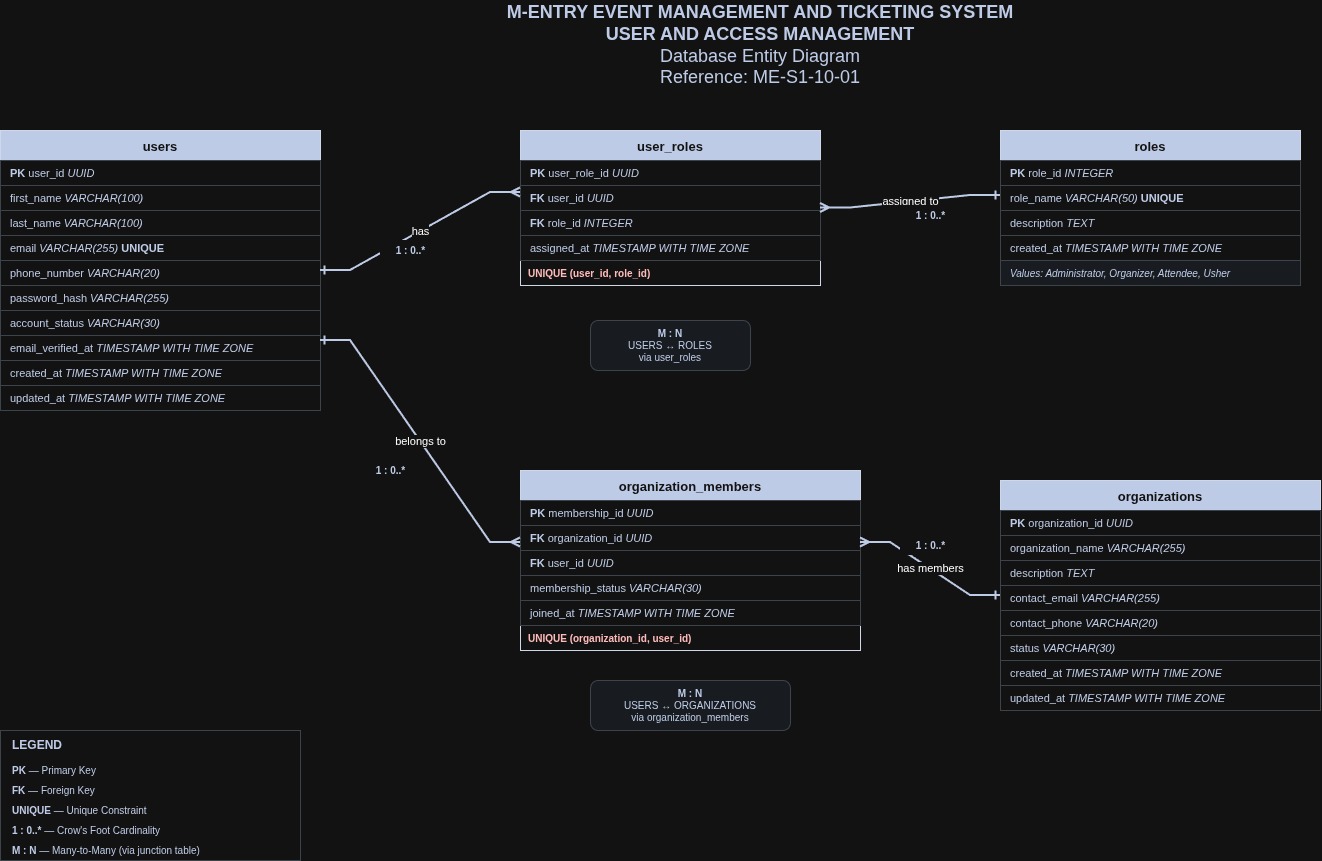 M-ENTRY EVENT MANAGEMENT AND TICKETING SYSTEM
USER AND ACCESS MANAGEMENT
Database Entity Diagram
Reference: ME-S1-10-01
users
PK user_id UUID
first_name VARCHAR(100)
last_name VARCHAR(100)
email VARCHAR(255) UNIQUE
phone_number VARCHAR(20)
password_hash VARCHAR(255)
account_status VARCHAR(30)
email_verified_at TIMESTAMP WITH TIME ZONE
created_at TIMESTAMP WITH TIME ZONE
updated_at TIMESTAMP WITH TIME ZONE
has
1 : 0..*
user_roles
PK user_role_id UUID
FK user_id UUID
FK role_id INTEGER
assigned_at TIMESTAMP WITH TIME ZONE
UNIQUE (user_id, role_id)
assigned to
1 : 0..*
roles
PK role_id INTEGER
role_name VARCHAR(50) UNIQUE
description TEXT
created_at TIMESTAMP WITH TIME ZONE
Values: Administrator, Organizer, Attendee, Usher
M : N
USERS ↔ ROLES
via user_roles
belongs to
1 : 0..*
organization_members
PK membership_id UUID
FK organization_id UUID
FK user_id UUID
membership_status VARCHAR(30)
joined_at TIMESTAMP WITH TIME ZONE
UNIQUE (organization_id, user_id)
1 : 0..*
has members
organizations
PK organization_id UUID
organization_name VARCHAR(255)
description TEXT
contact_email VARCHAR(255)
contact_phone VARCHAR(20)
status VARCHAR(30)
created_at TIMESTAMP WITH TIME ZONE
updated_at TIMESTAMP WITH TIME ZONE
M : N
USERS ↔ ORGANIZATIONS
via organization_members
LEGEND
PK — Primary Key
FK — Foreign Key
UNIQUE — Unique Constraint
1 : 0..* — Crow's Foot Cardinality
M : N — Many-to-Many (via junction table)